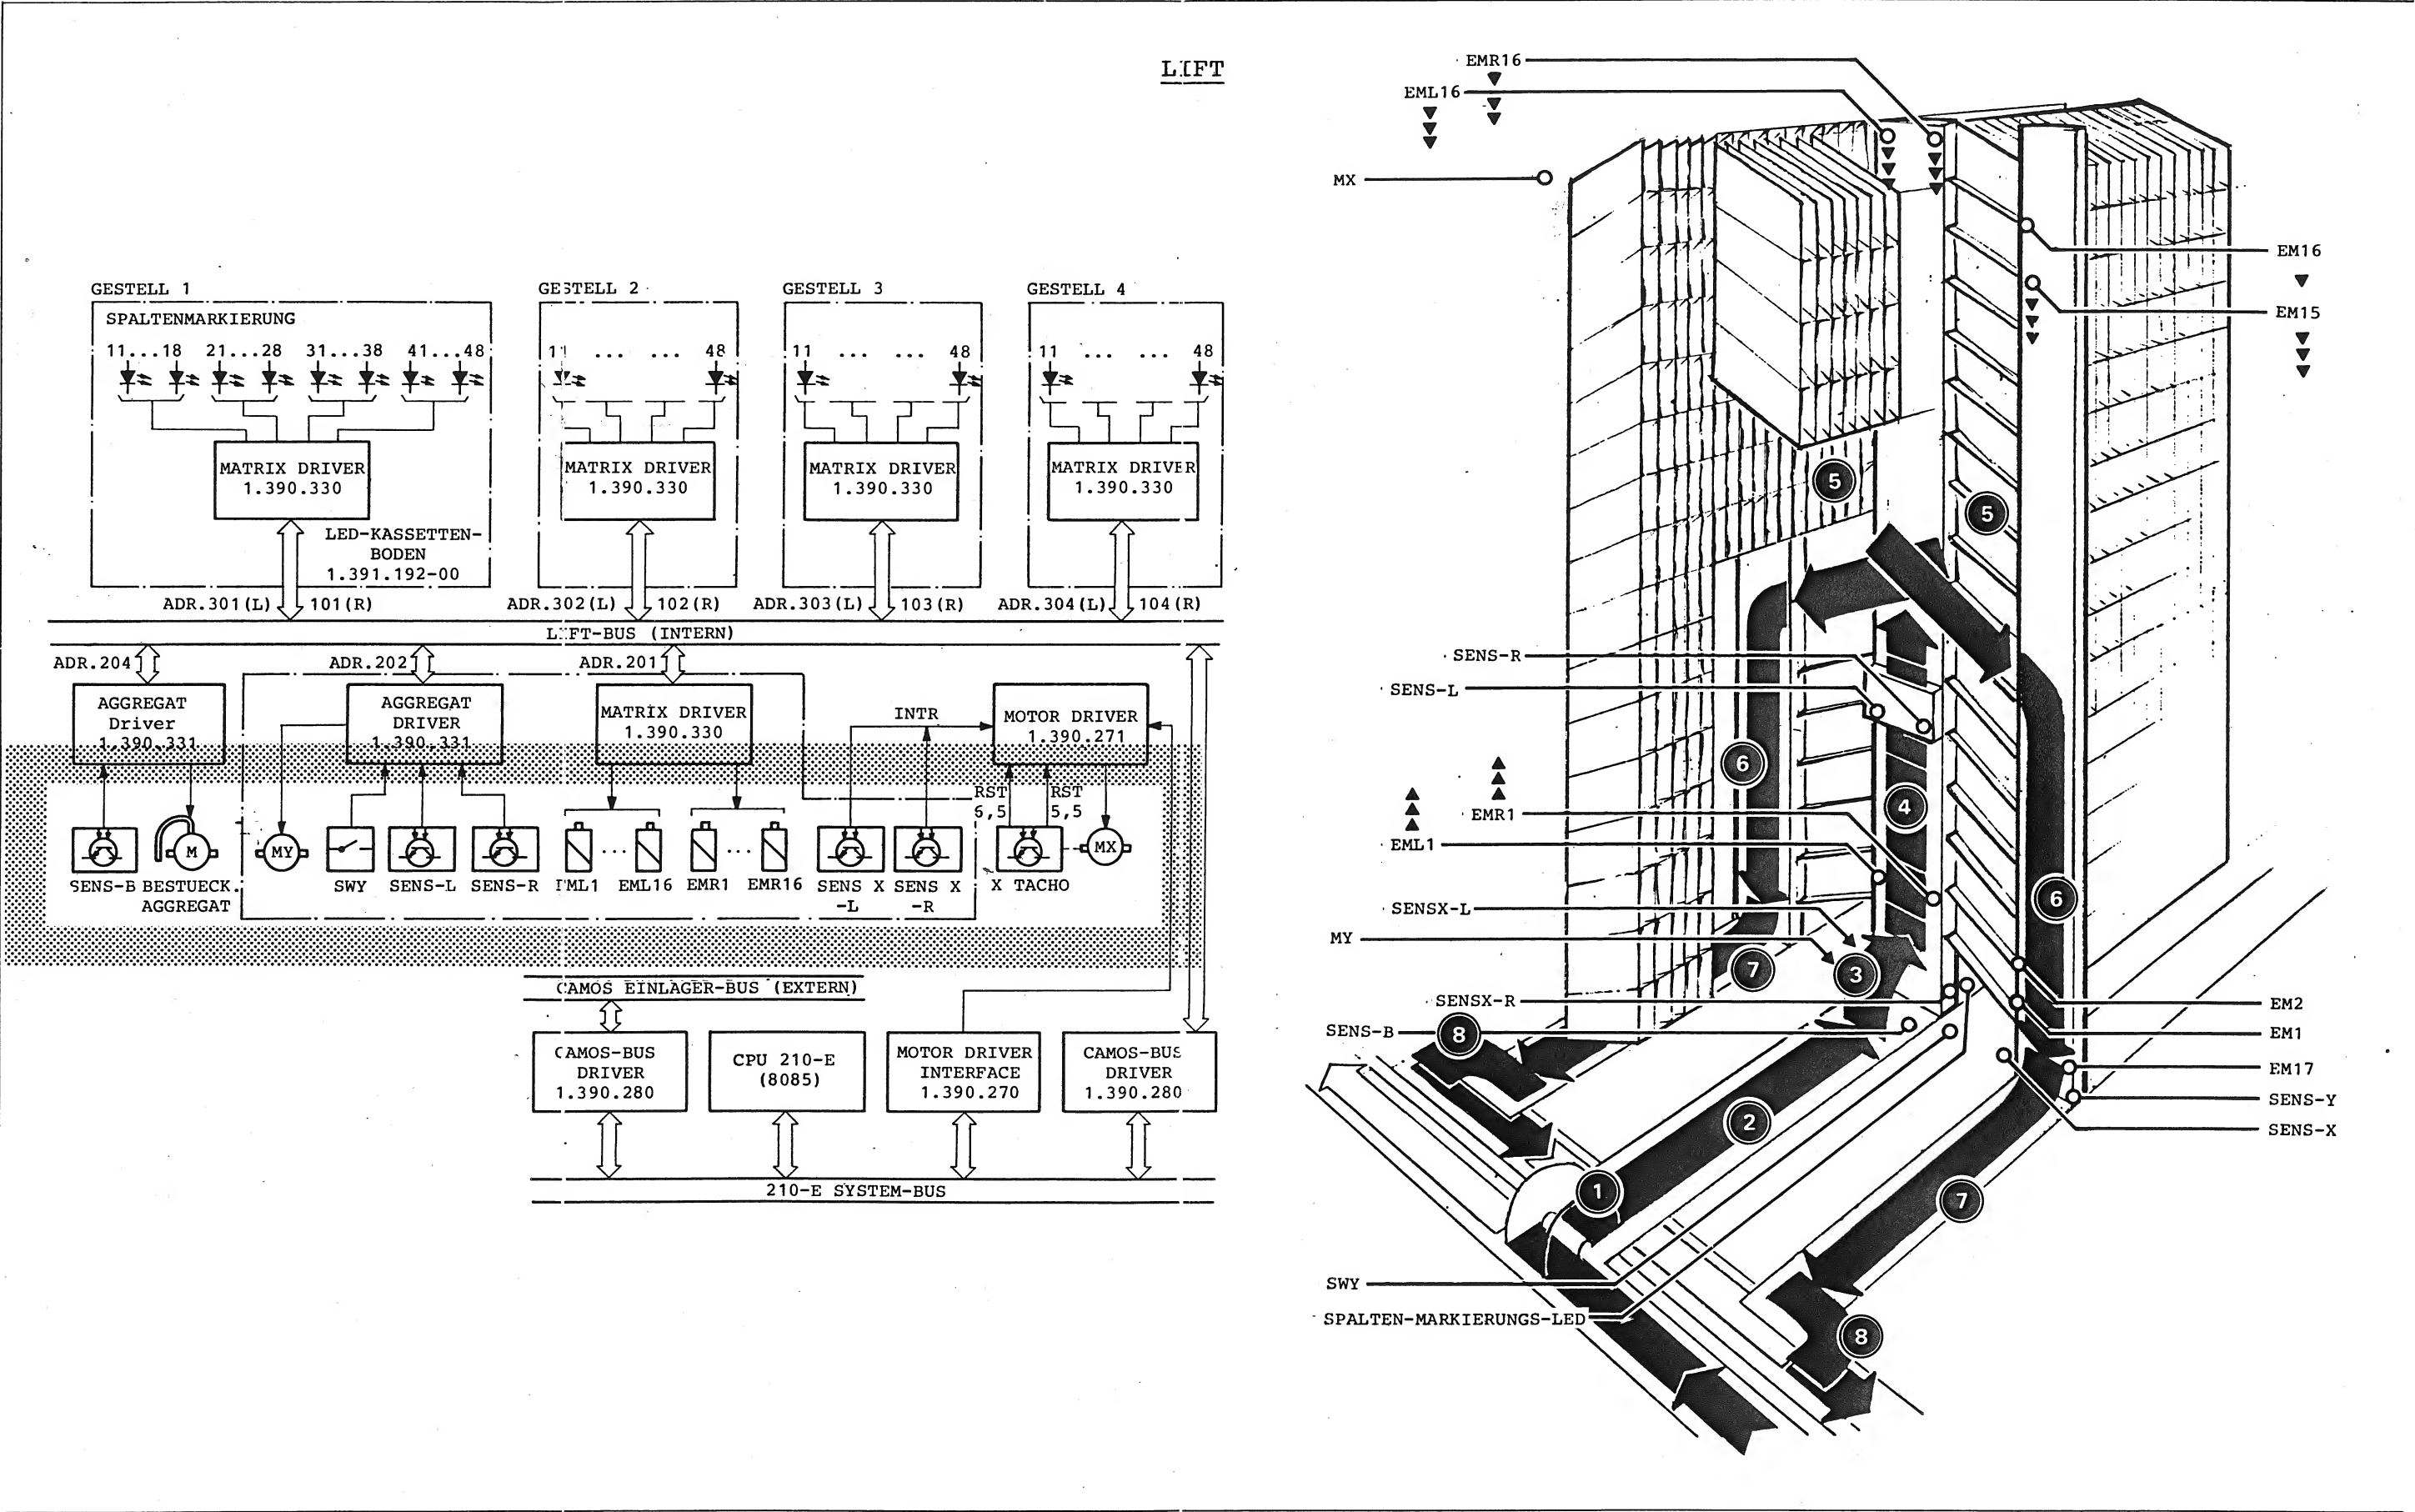 LIFT
GESTELL 1
SPALTENMARKIERUNG
11...18 21...28 31...38 41...48
MATRIX DRIVER
1.390.330
LED-KASSETTEN-
BODEN
1.391.192-00
ADR.301(L) 101(R)
GESTELL 2
11 ... ... 48
MATRIX DRIVER
1.390.330
ADR.302(L) 102(R)
GESTELL 3
11 ... ... 48
MATRIX DRIVER
1.390.330
ADR.303(L) 103(R)
GESTELL 4
11 ... ... 48
MATRIX DRIVER
1.390.330
ADR.304(L) 104(R)
LIFT-BUS (INTERN)
ADR.204
AGGREGAT
Driver
1.390.331
ADR.202
AGGREGAT
DRIVER
1.390.331
ADR.201
MATRIX DRIVER
1.390.330
INTR
MOTOR DRIVER
1.390.271
RST
6,5
RST
5,5
M
MY
MX
SENS-B
BESTUECK.
AGGREGAT
SWY
SENS-L
SENS-R
EML1
...
EML16
EMR1
...
EMR16
SENS X
-L
SENS X
-R
X TACHO
CAMOS EINLAGER-BUS (EXTERN)
CAMOS-BUS
DRIVER
1.390.280
CPU 210-E
(8085)
MOTOR DRIVER
INTERFACE
1.390.270
CAMOS-BUS
DRIVER
1.390.280
210-E SYSTEM-BUS
EMR16
EML16
MX
EM16
EM15
5
5
SENS-R
SENS-L
6
4
EMR1
EML1
6
SENSX-L
MY
7
3
SENSX-R
SENS-B
8
EM2
EM1
EM17
SENS-Y
SENS-X
2
1
7
SWY
SPALTEN-MARKIERUNGS-LED
8